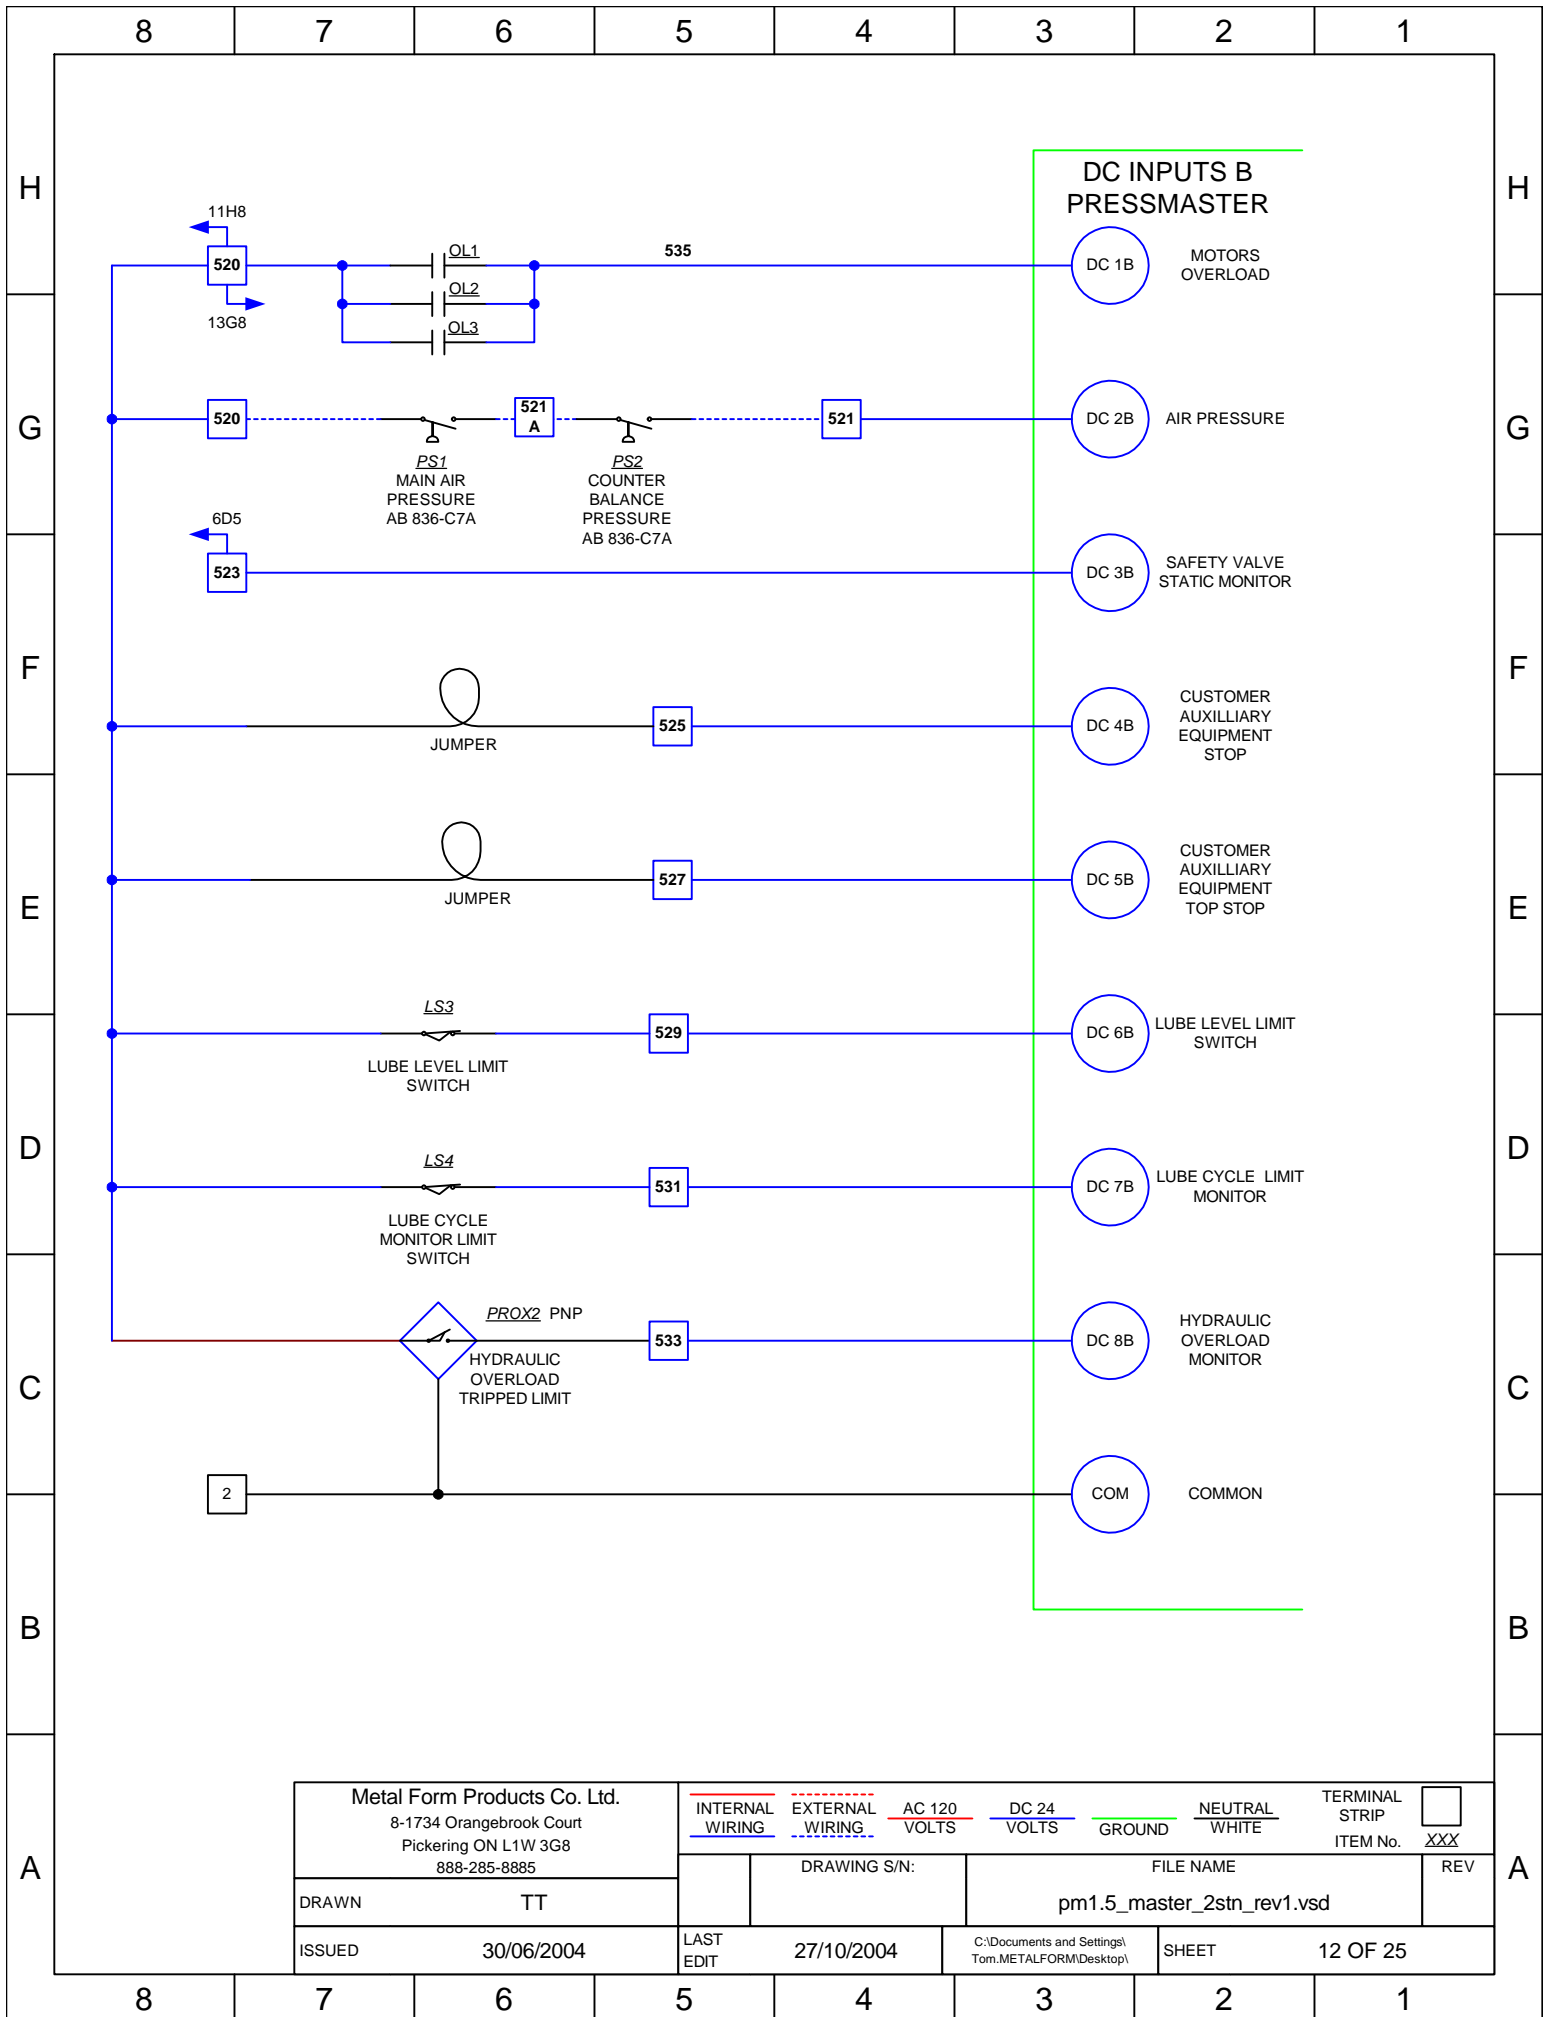 8 7 6 5 4 3 2 1
H H
DC INPUTS B
PRESSMASTER
11H8
520
13G8
OL1
OL2
OL3
535
DC 1B
MOTORS
OVERLOAD
G G
520
PS1
MAIN AIR
PRESSURE
AB 836-C7A
521
A
PS2
COUNTER
BALANCE
PRESSURE
AB 836-C7A
521
DC 2B
AIR PRESSURE
6D5
523
DC 3B
SAFETY VALVE
STATIC MONITOR
F F
JUMPER
525
DC 4B
CUSTOMER
AUXILLIARY
EQUIPMENT
STOP
E E
JUMPER
527
DC 5B
CUSTOMER
AUXILLIARY
EQUIPMENT
TOP STOP
LS3
LUBE LEVEL LIMIT
SWITCH
529
DC 6B
LUBE LEVEL LIMIT
SWITCH
D D
LS4
LUBE CYCLE
MONITOR LIMIT
SWITCH
531
DC 7B
LUBE CYCLE LIMIT
MONITOR
C C
PROX2 PNP
HYDRAULIC
OVERLOAD
TRIPPED LIMIT
533
DC 8B
HYDRAULIC
OVERLOAD
MONITOR
2
COM
COMMON
B B
A A
Metal Form Products Co. Ltd.
8-1734 Orangebrook Court
Pickering ON L1W 3G8
888-285-8885
DRAWN TT
ISSUED 30/06/2004
INTERNAL
WIRING
EXTERNAL
WIRING
AC 120
VOLTS
DC 24
VOLTS
GROUND
NEUTRAL
WHITE
TERMINAL
STRIP
ITEM No. XXX
DRAWING S/N:
FILE NAME
pm1.5_master_2stn_rev1.vsd
REV
LAST
EDIT
27/10/2004
C:\Documents and Settings\
Tom.METALFORM\Desktop\
SHEET 12 OF 25
8 7 6 5 4 3 2 1